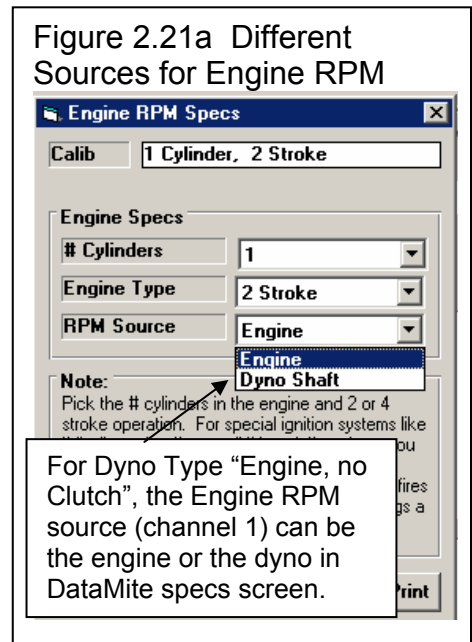 Figure 2.21a  Different
Sources for Engine RPM
Engine RPM Specs
Calib 1 Cylinder,  2 Stroke
Engine Specs
# Cylinders 1
Engine Type 2 Stroke
RPM Source Engine
Engine
Dyno Shaft
Note:
Pick the # cylinders in the engine and 2 or 4
stroke operation.  For special ignition systems like
ou
fires
gs a
For Dyno Type “Engine, no
Clutch”, the Engine RPM
source (channel 1) can be
the engine or the dyno in
DataMite specs screen.
Print